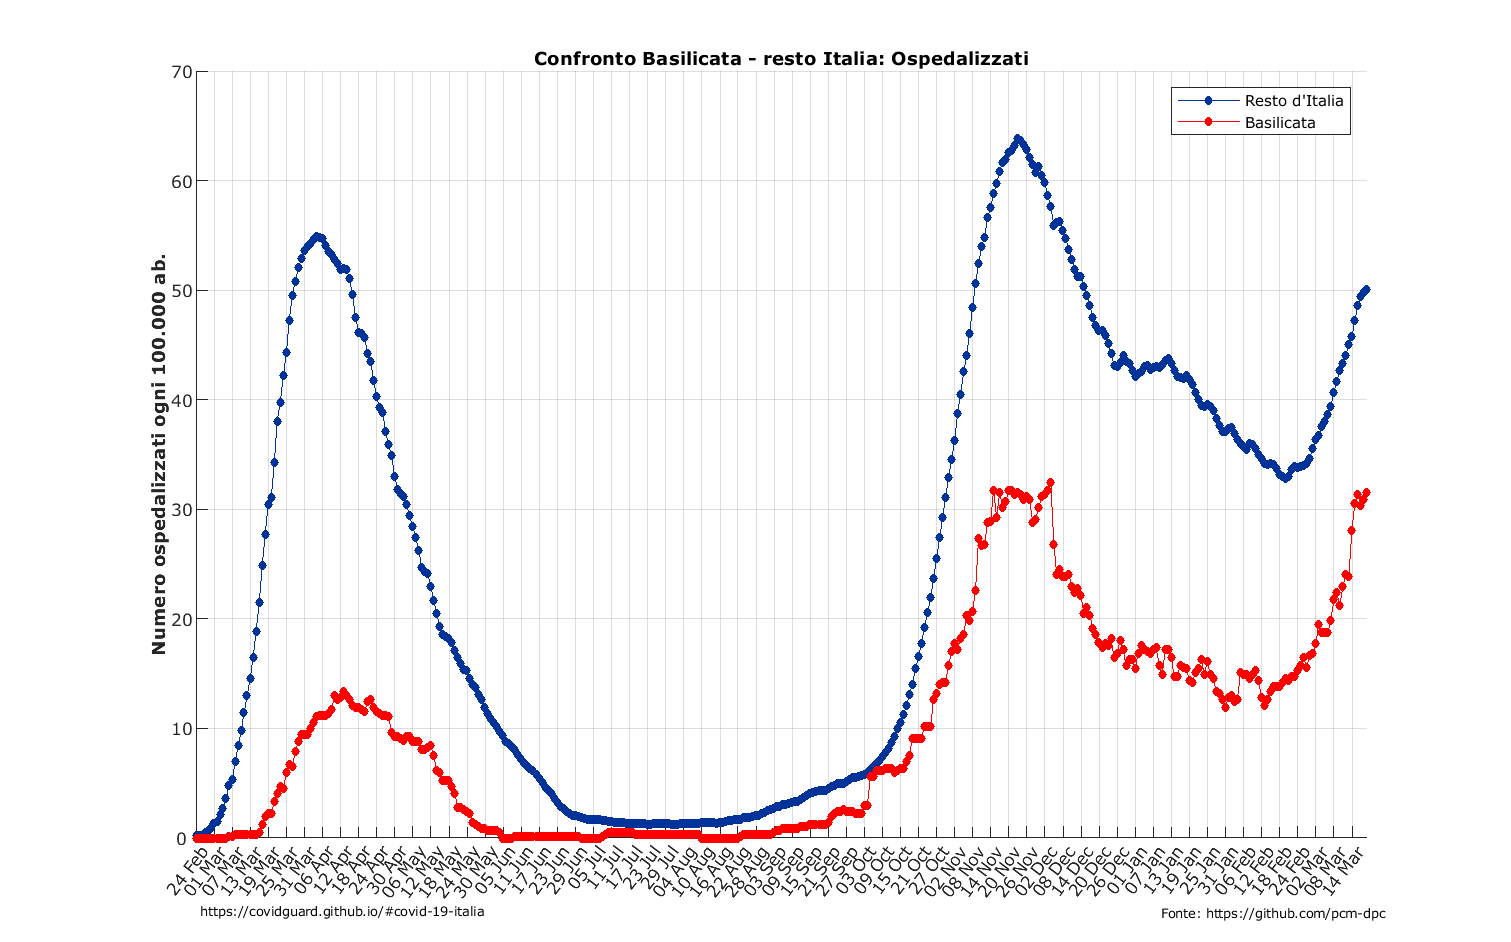 Confronto Basilicata - resto Italia: Ospedalizzati
70
60
50
40
30
20
10
0
Numero ospedalizzati ogni 100.000 ab.
Resto d'Italia
Basilicata
24 Feb
01 Mar
07 Mar
13 Mar
19 Mar
25 Mar
31 Mar
06 Apr
12 Apr
18 Apr
24 Apr
30 Apr
06 May
12 May
18 May
24 May
30 May
05 Jun
11 Jun
17 Jun
23 Jun
29 Jun
05 Jul
11 Jul
17 Jul
23 Jul
29 Jul
04 Aug
10 Aug
16 Aug
22 Aug
28 Aug
03 Sep
09 Sep
15 Sep
21 Sep
27 Sep
03 Oct
09 Oct
15 Oct
21 Oct
27 Oct
02 Nov
08 Nov
14 Nov
20 Nov
26 Nov
02 Dec
08 Dec
14 Dec
20 Dec
26 Dec
01 Jan
07 Jan
13 Jan
19 Jan
25 Jan
31 Jan
06 Feb
12 Feb
18 Feb
24 Feb
02 Mar
08 Mar
14 Mar
https://covidguard.github.io/#covid-19-italia
Fonte: https://github.com/pcm-dpc